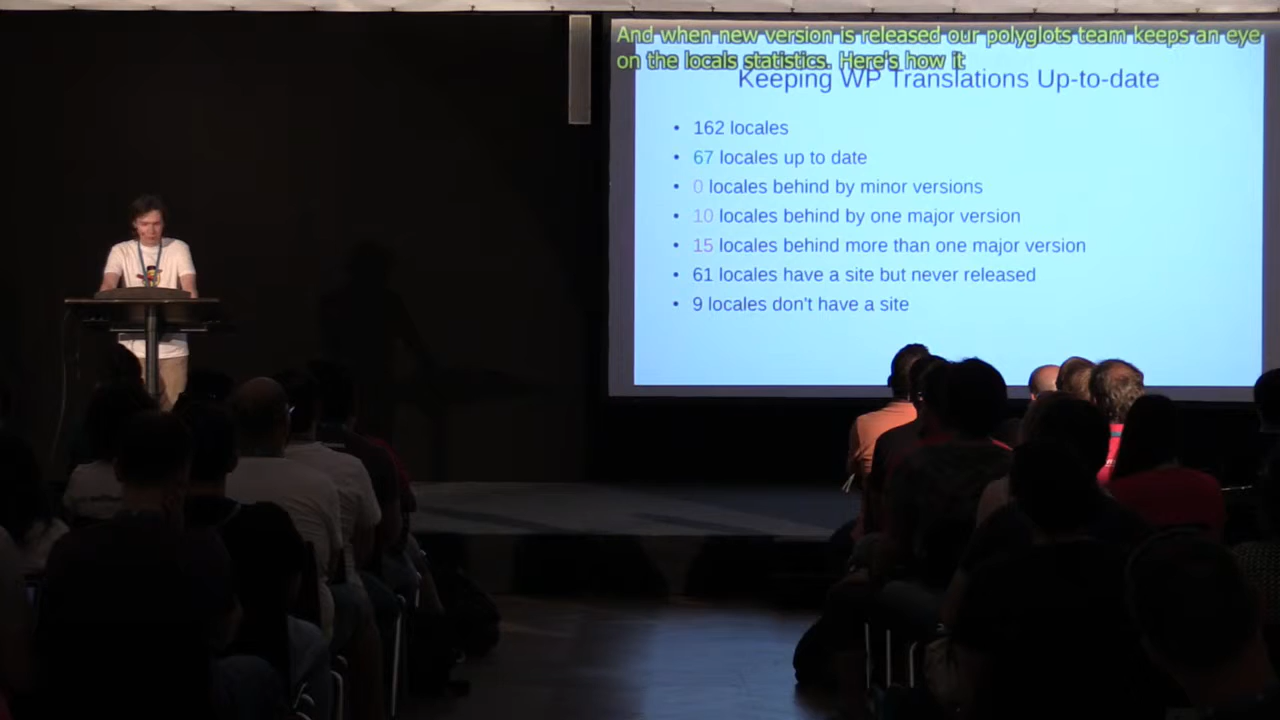 And when new version is released our polyglots team keeps an eye
on the locals statistics. Here's how it
Keeping WP Translations Up-to-date
• 162 locales
• 67 locales up to date
• 0 locales behind by minor versions
• 10 locales behind by one major version
• 15 locales behind more than one major version
• 61 locales have a site but never released
• 9 locales don't have a site